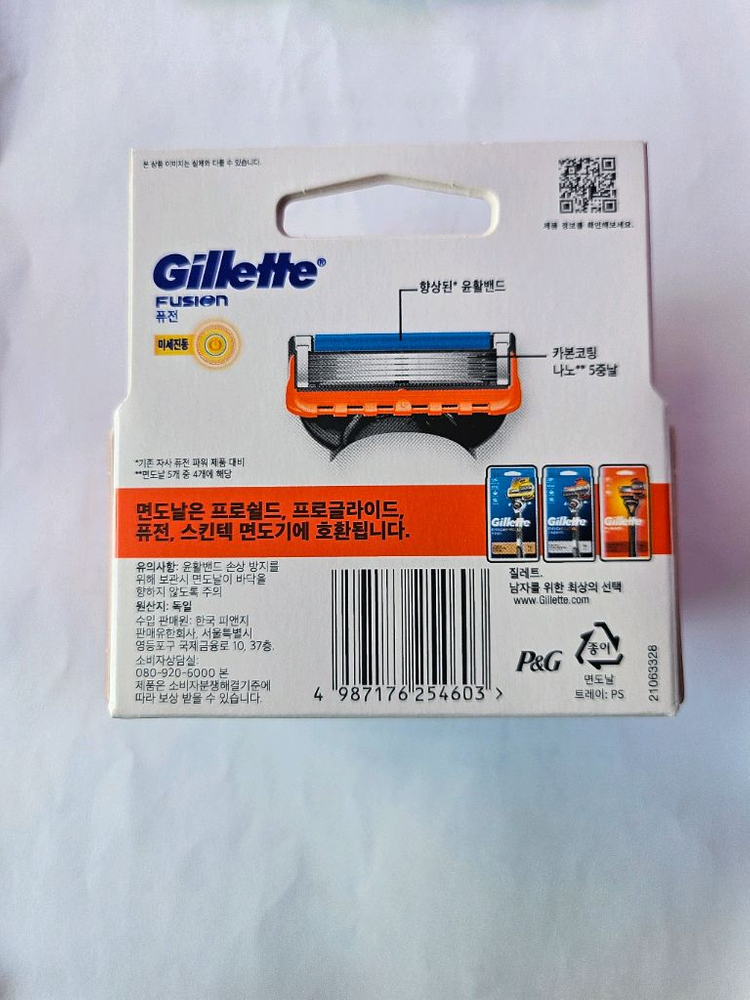 본 상품 이미지는 실제와 다를 수 있습니다.
제품 정보를 확인해보세요.
Gillette®
FUSION
퓨전
미세진동
향상된* 윤활밴드
카본코팅
나노** 5중날
*기존 자사 퓨전 파워 제품 대비
**면도날 5개 중 4개에 해당
면도날은 프로쉴드, 프로글라이드,
퓨전, 스킨텍 면도기에 호환됩니다.
Gillette
Gillette
Gillette
유의사항: 윤활밴드 손상 방지를
위해 보관시 면도날이 바닥을
향하지 않도록 주의
원산지: 독일
수입 판매원: 한국 피앤지
판매유한회사, 서울특별시
영등포구 국제금융로 10, 37층.
소비자상담실:
080-920-6000 본
제품은 소비자분쟁해결기준에
따라 보상 받을 수 있습니다.
4 987176 254603 >
질레트.
남자를 위한 최상의 선택
www.Gillette.com
P&G
종이
면도날
트레이: PS
21063328